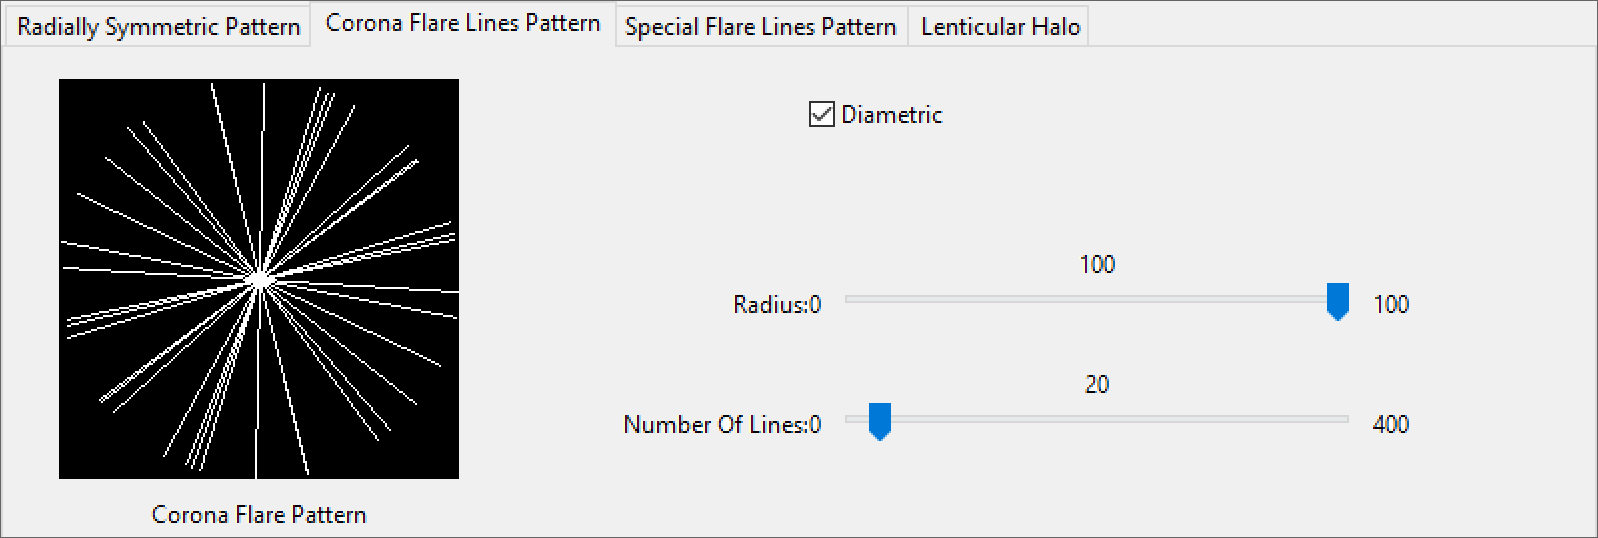 Radially Symmetric Pattern
Corona Flare Lines Pattern
Special Flare Lines Pattern
Lenticular Halo
Diametric
100
Radius:0
100
20
Number Of Lines:0
400
Corona Flare Pattern